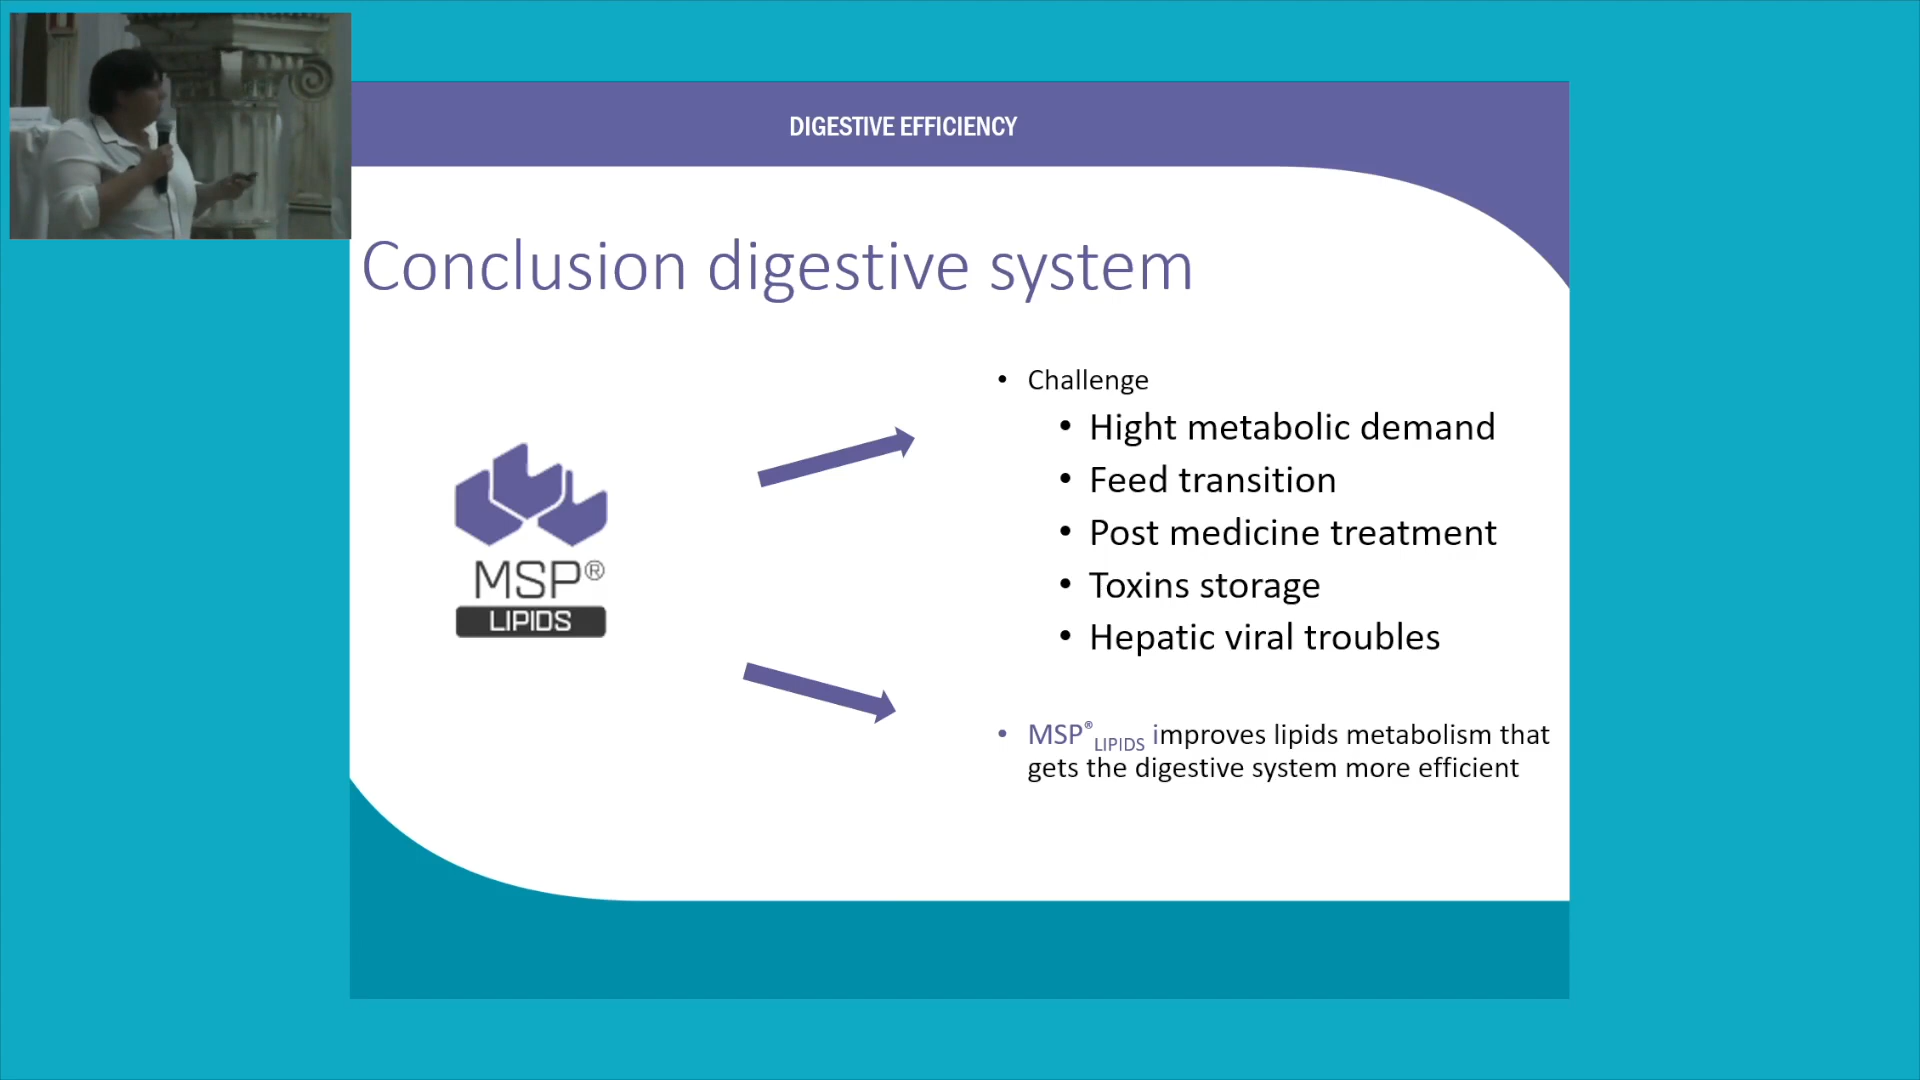 DIGESTIVE EFFICIENCY
Conclusion digestive system
• Challenge
• Hight metabolic demand
• Feed transition
• Post medicine treatment
• Toxins storage
• Hepatic viral troubles
MSP®
LIPIDS
• MSP®LIPIDS improves lipids metabolism that
gets the digestive system more efficient